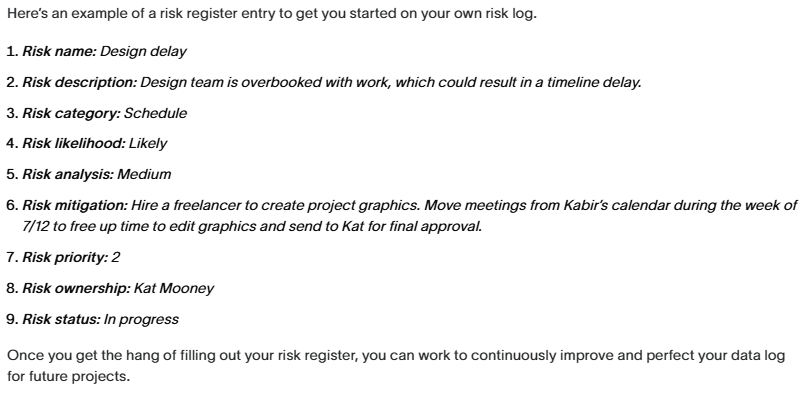 Here's an example of a risk register entry to get you started on your own risk log.
1. Risk name: Design delay
2. Risk description: Design team is overbooked with work, which could result in a timeline delay.
3. Risk category: Schedule
4. Risk likelihood: Likely
5. Risk analysis: Medium
6. Risk mitigation: Hire a freelancer to create project graphics. Move meetings from Kabir's calendar during the week of
7/12 to free up time to edit graphics and send to Kat for final approval.
7. Risk priority: 2
8. Risk ownership: Kat Mooney
9. Risk status: In progress
Once you get the hang of filling out your risk register, you can work to continuously improve and perfect your data log
for future projects.